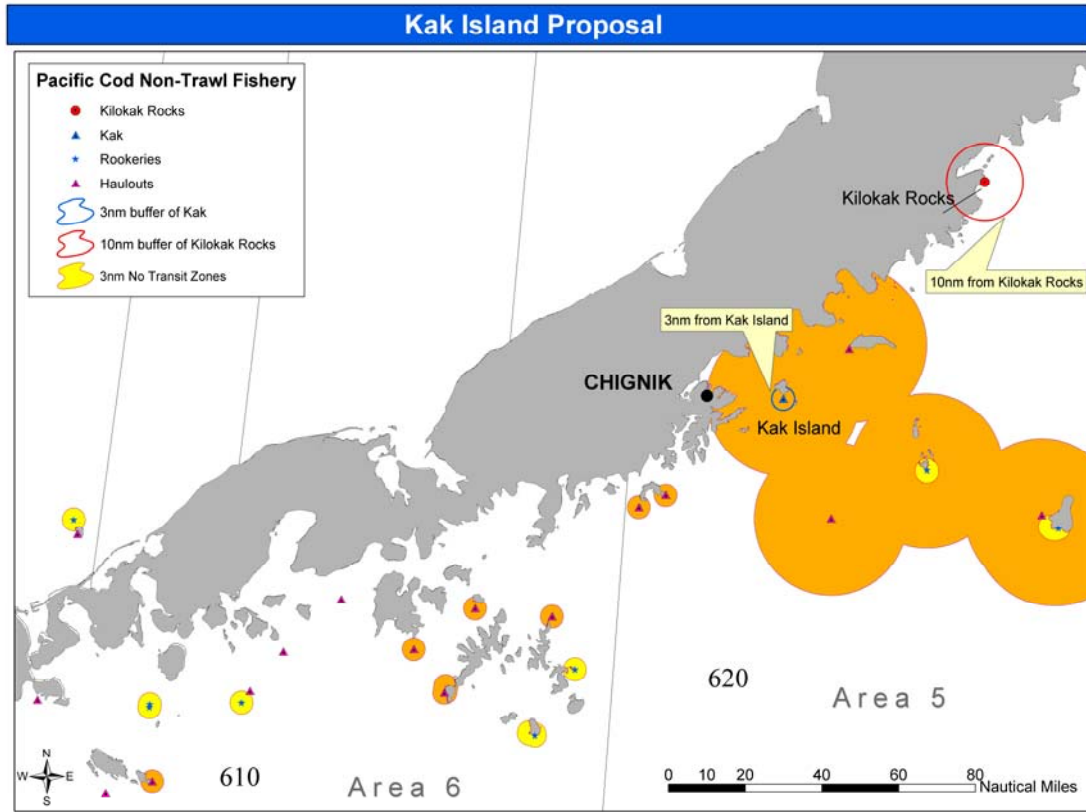 Kak Island Proposal
Pacific Cod Non-Trawl Fishery
Kilokak Rocks
Kak
Rookeries
Haulouts
3nm buffer of Kak
10nm buffer of Kilokak Rocks
3nm No Transit Zones
Kilokak Rocks
10nm from Kilokak Rocks
3nm from Kak Island
CHIGNIK
Kak Island
620
Area 5
610
Area 6
N
W E
S
0 10 20 40 60 80
Nautical Miles